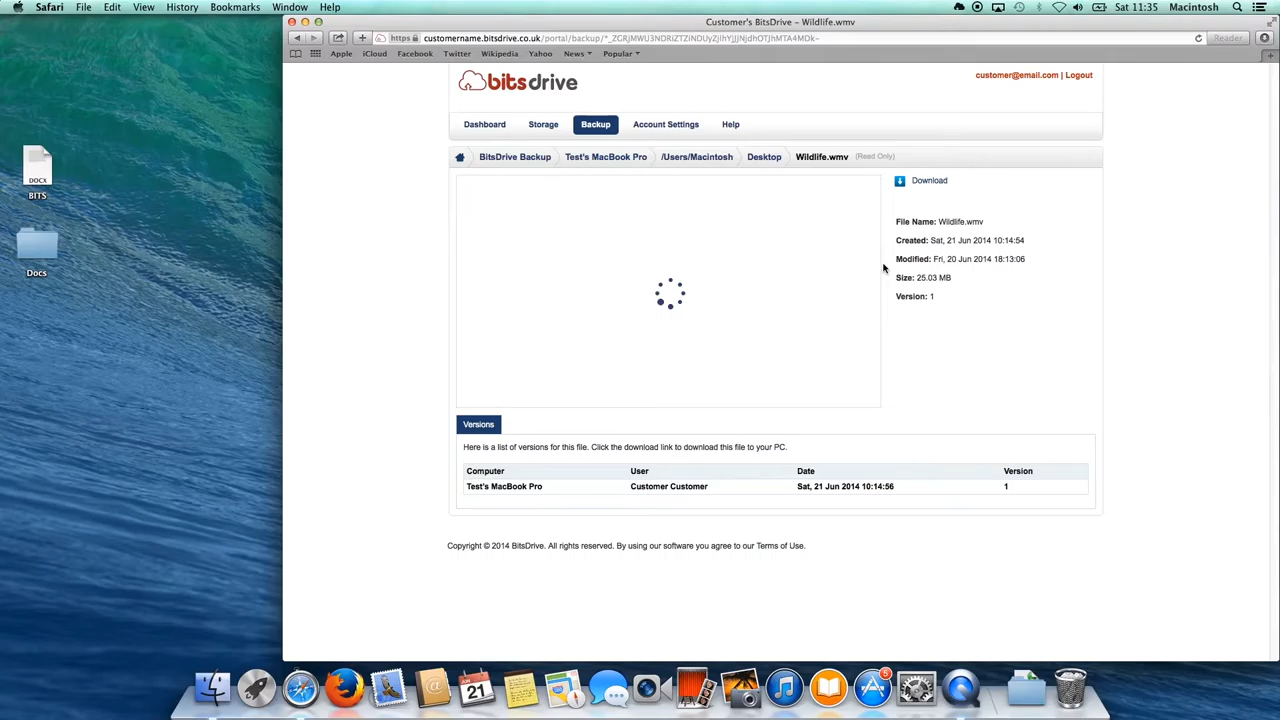 Safari File Edit View History Bookmarks Window Help Sat 11:35 Macintosh
Customer's BitsDrive – Wildlife.wmv
https customername.bitsdrive.co.uk
Reader
Apple iCloud Facebook Twitter Wikipedia Yahoo News Popular
bitsdrive
customer@email.com | Logout
Dashboard Storage Backup Account Settings Help
BitsDrive Backup Test's MacBook Pro /Users/Macintosh Desktop Wildlife.wmv (Read Only)
DOCX
BITS
Docs
Download
File Name: Wildlife.wmv
Created: Sat, 21 Jun 2014 10:14:54
Modified: Fri, 20 Jun 2014 18:13:06
Size: 25.03 MB
Version: 1
Versions
Here is a list of versions for this file. Click the download link to download this file to your PC.
Computer User Date Version
Test's MacBook Pro Customer Customer Sat, 21 Jun 2014 10:14:56 1
Copyright © 2014 BitsDrive. All rights reserved. By using our software you agree to our Terms of Use.
JUN
21
5